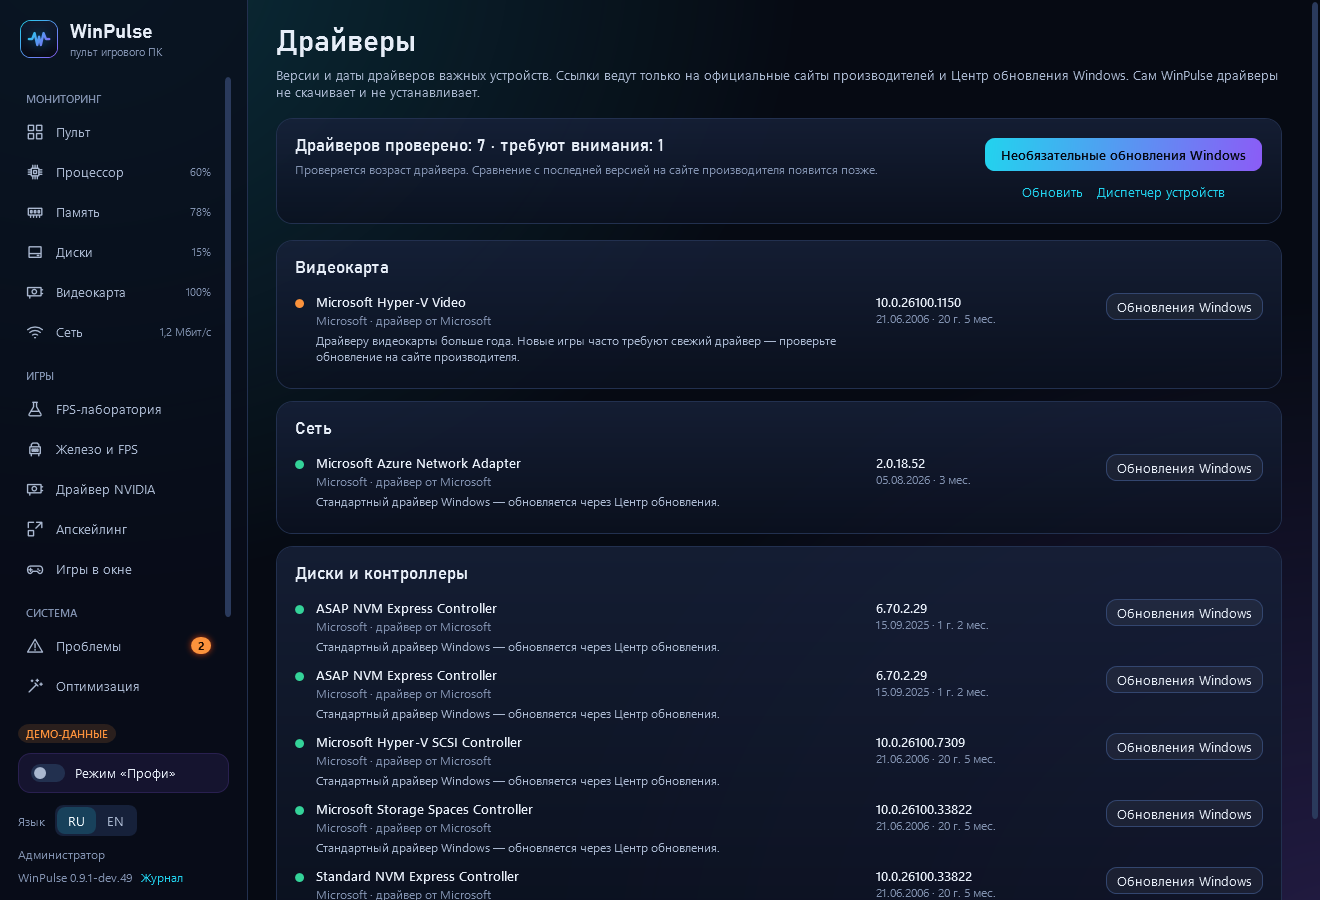 WinPulse
пульт игрового ПК
МОНИТОРИНГ
Пульт
Процессор 60%
Память 78%
Диски 15%
Видеокарта 100%
Сеть 1,2 Мбит/с
ИГРЫ
FPS-лаборатория
Железо и FPS
Драйвер NVIDIA
Апскейлинг
Игры в окне
СИСТЕМА
Проблемы 2
Оптимизация
ДЕМО-ДАННЫЕ
Режим «Профи»
Язык RU EN
Администратор
WinPulse 0.9.1-dev.49 Журнал
Драйверы
Версии и даты драйверов важных устройств. Ссылки ведут только на официальные сайты производителей и Центр обновления Windows. Сам WinPulse драйверы
не скачивает и не устанавливает.
Драйверов проверено: 7 · требуют внимания: 1
Проверяется возраст драйвера. Сравнение с последней версией на сайте производителя появится позже.
Необязательные обновления Windows
Обновить Диспетчер устройств
Видеокарта
Microsoft Hyper-V Video 10.0.26100.1150 Обновления Windows
Microsoft · драйвер от Microsoft 21.06.2006 · 20 г. 5 мес.
Драйверу видеокарты больше года. Новые игры часто требуют свежий драйвер — проверьте
обновление на сайте производителя.
Сеть
Microsoft Azure Network Adapter 2.0.18.52 Обновления Windows
Microsoft · драйвер от Microsoft 05.08.2026 · 3 мес.
Стандартный драйвер Windows — обновляется через Центр обновления.
Диски и контроллеры
ASAP NVM Express Controller 6.70.2.29 Обновления Windows
Microsoft · драйвер от Microsoft 15.09.2025 · 1 г. 2 мес.
Стандартный драйвер Windows — обновляется через Центр обновления.
ASAP NVM Express Controller 6.70.2.29 Обновления Windows
Microsoft · драйвер от Microsoft 15.09.2025 · 1 г. 2 мес.
Стандартный драйвер Windows — обновляется через Центр обновления.
Microsoft Hyper-V SCSI Controller 10.0.26100.7309 Обновления Windows
Microsoft · драйвер от Microsoft 21.06.2006 · 20 г. 5 мес.
Стандартный драйвер Windows — обновляется через Центр обновления.
Microsoft Storage Spaces Controller 10.0.26100.33822 Обновления Windows
Microsoft · драйвер от Microsoft 21.06.2006 · 20 г. 5 мес.
Стандартный драйвер Windows — обновляется через Центр обновления.
Standard NVM Express Controller 10.0.26100.33822 Обновления Windows
Microsoft · драйвер от Microsoft 21.06.2006 · 20 г. 5 мес.